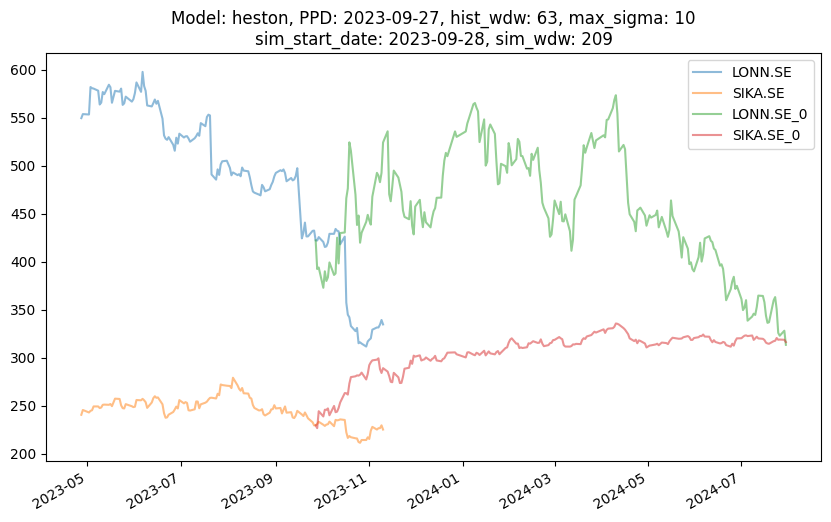 Model: heston, PPD: 2023-09-27, hist_wdw: 63, max_sigma: 10
sim_start_date: 2023-09-28, sim_wdw: 209
LONN.SE
SIKA.SE
LONN.SE_0
SIKA.SE_0
600
550
500
450
400
350
300
250
200
2023-05
2023-07
2023-09
2023-11
2024-01
2024-03
2024-05
2024-07